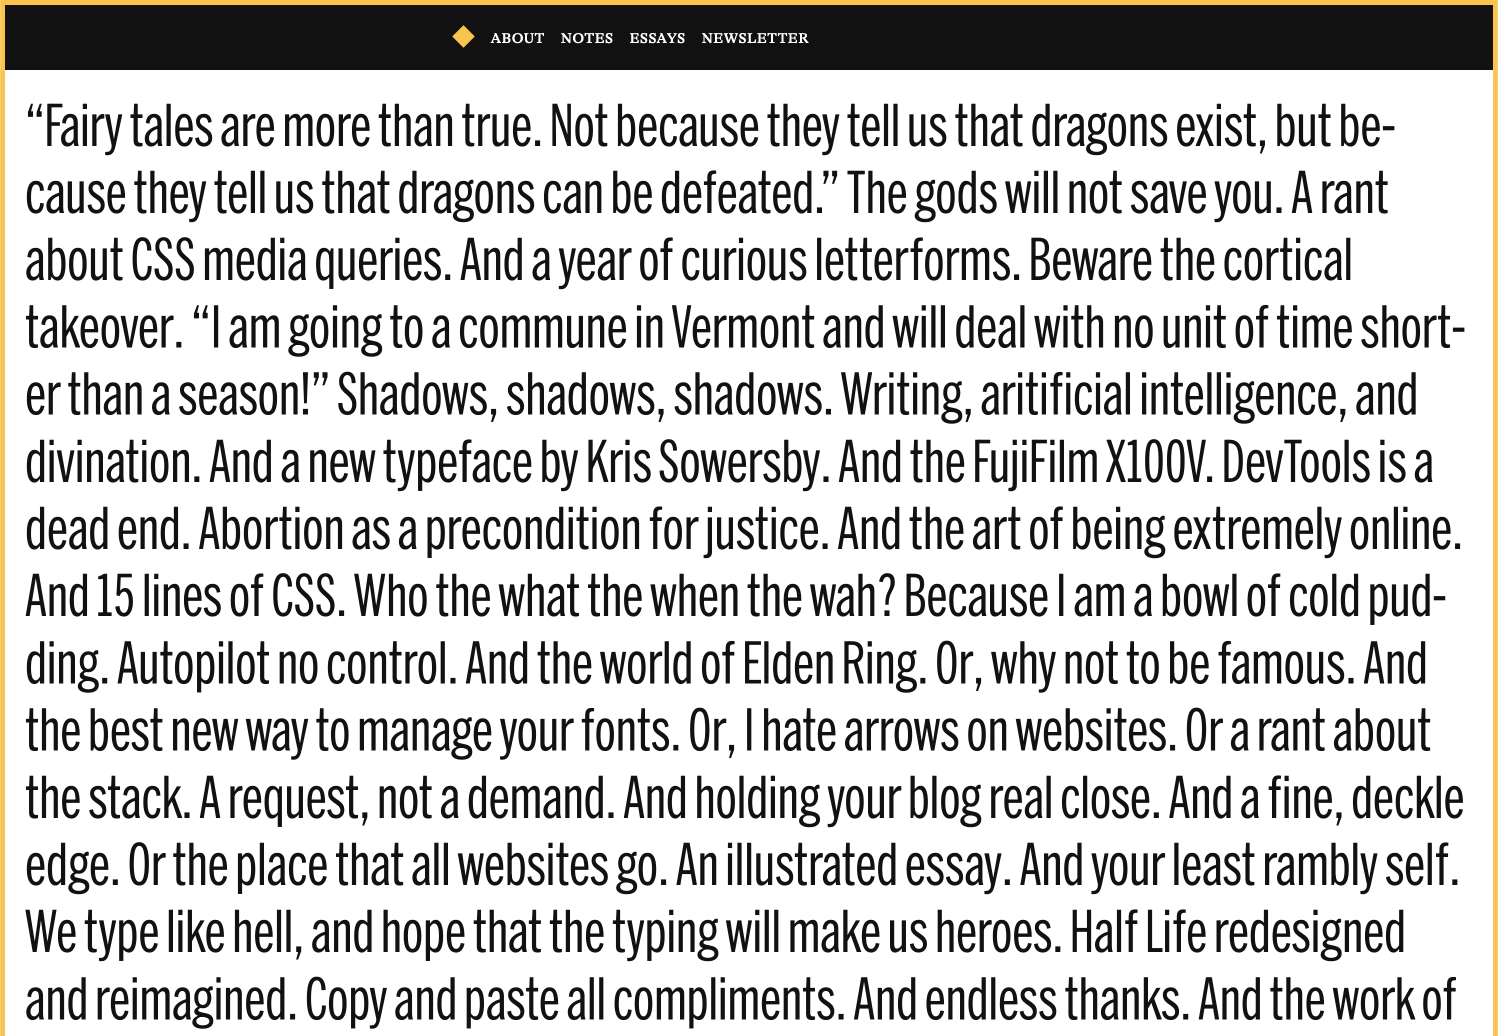 ABOUT NOTES ESSAYS NEWSLETTER
“Fairy tales are more than true. Not because they tell us that dragons exist, but be-
cause they tell us that dragons can be defeated.” The gods will not save you. A rant
about CSS media queries. And a year of curious letterforms. Beware the cortical
takeover. “I am going to a commune in Vermont and will deal with no unit of time short-
er than a season!” Shadows, shadows, shadows. Writing, aritificial intelligence, and
divination. And a new typeface by Kris Sowersby. And the FujiFilm X100V. DevTools is a
dead end. Abortion as a precondition for justice. And the art of being extremely online.
And 15 lines of CSS. Who the what the when the wah? Because I am a bowl of cold pud-
ding. Autopilot no control. And the world of Elden Ring. Or, why not to be famous. And
the best new way to manage your fonts. Or, I hate arrows on websites. Or a rant about
the stack. A request, not a demand. And holding your blog real close. And a fine, deckle
edge. Or the place that all websites go. An illustrated essay. And your least rambly self.
We type like hell, and hope that the typing will make us heroes. Half Life redesigned
and reimagined. Copy and paste all compliments. And endless thanks. And the work of